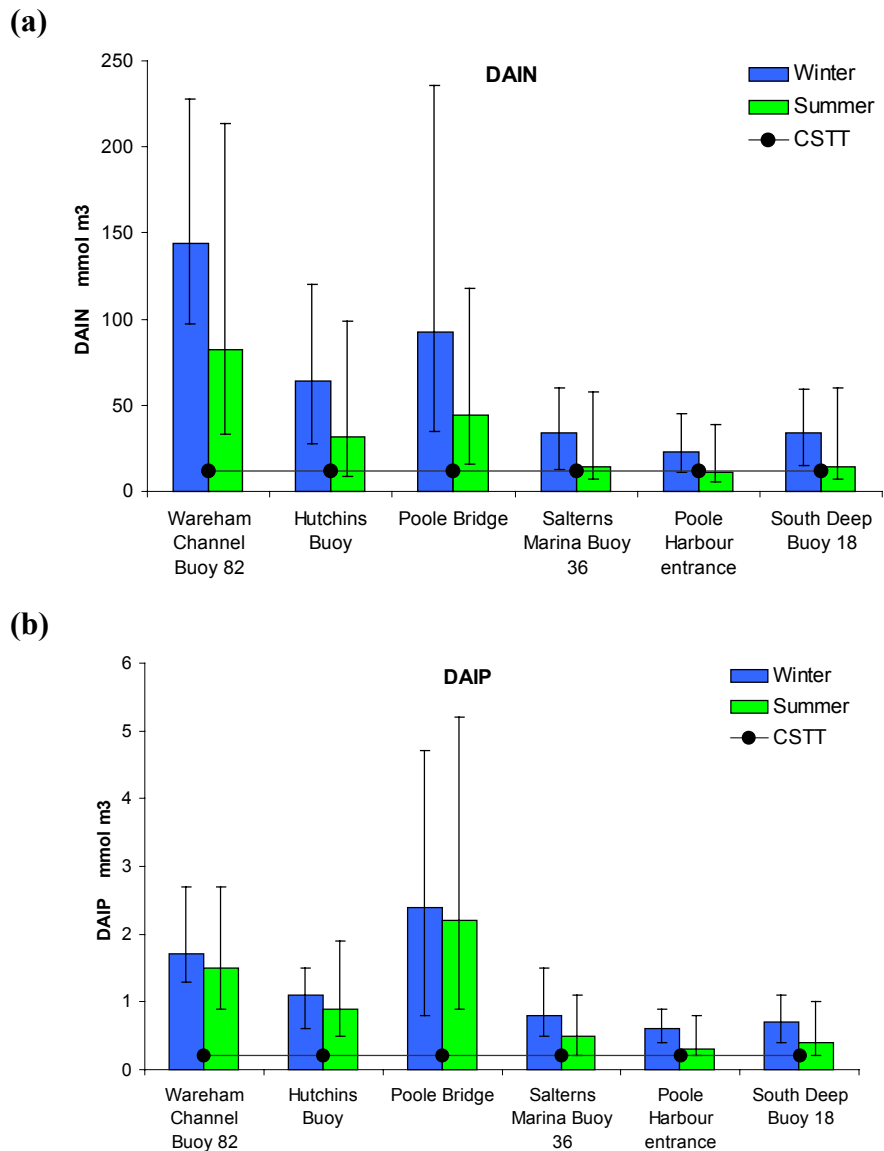 (a)
DAIN
Winter
Summer
CSTT
DAIN mmol m3
250
200
150
100
50
0
Wareham
Channel
Buoy 82
Hutchins
Buoy
Poole Bridge
Salterns
Marina Buoy
36
Poole
Harbour
entrance
South Deep
Buoy 18
(b)
DAIP
Winter
Summer
CSTT
DAIP mmol m3
6
5
4
3
2
1
0
Wareham
Channel
Buoy 82
Hutchins
Buoy
Poole Bridge
Salterns
Marina Buoy
36
Poole
Harbour
entrance
South Deep
Buoy 18